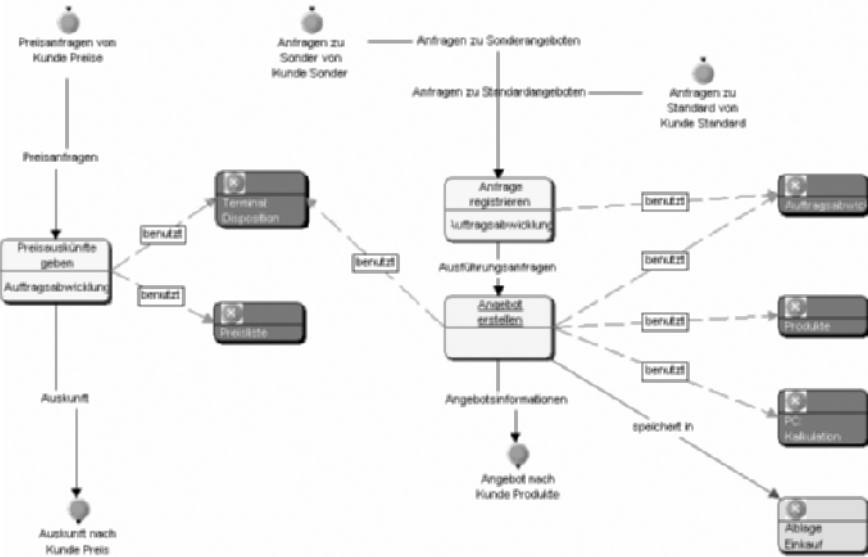 Preisanfragen von
Kunde Preise
Anfragen zu
Sonder von
Kunde Sonder
Anfragen zu Sonderangeboten
Anfragen zu Standardangeboten
Anfragen zu
Standard von
Kunde Standard
Preisanfragen
Terminal
Disposition
Anfrage
registrieren
Auftragsabwicklung
benutzt
Auftragsabwick
benutzt
Preisauskünfte
geben
Auftragsabwicklung
benutzt
Ausführungsanfragen
benutzt
benutzt
Preisliste
Angebot
erstellen
benutzt
Produkte
benutzt
Auskunft
Angebotsinformationen
speichert in
PC
Kalkulation
Angebot nach
Kunde Produkte
Auskunft nach
Kunde Preis
Ablage
Einkauf